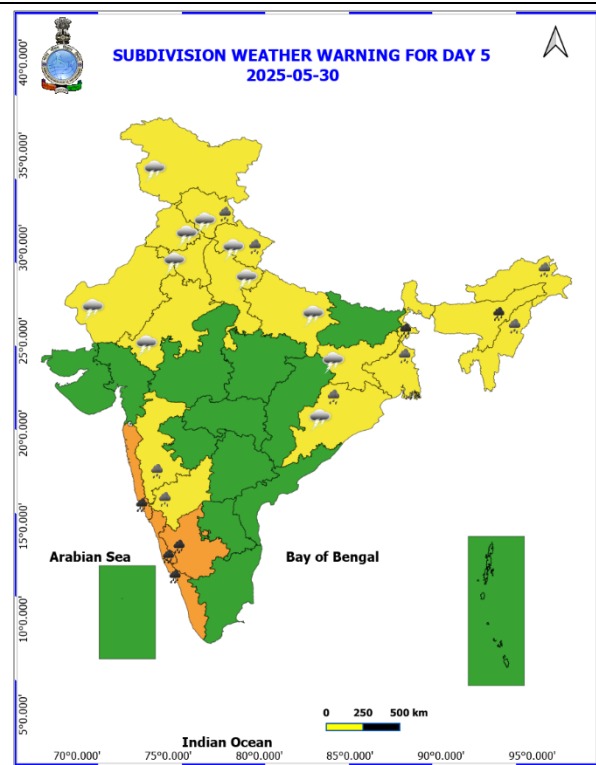 SUBDIVISION WEATHER WARNING FOR DAY 5
2025-05-30
40°0.000'
35°0.000'
30°0.000'
25°0.000'
20°0.000'
15°0.000'
10°0.000'
5°0.000'
Arabian Sea
Bay of Bengal
0 250 500 km
Indian Ocean
70°0.000' 75°0.000' 80°0.000' 85°0.000' 90°0.000' 95°0.000'